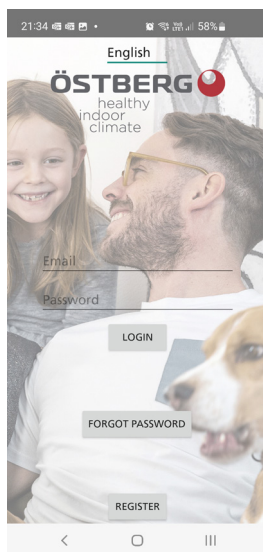 21:34
58%
English
ÖSTBERG
healthy
indoor
climate
Email
Password
LOGIN
FORGOT PASSWORD
REGISTER